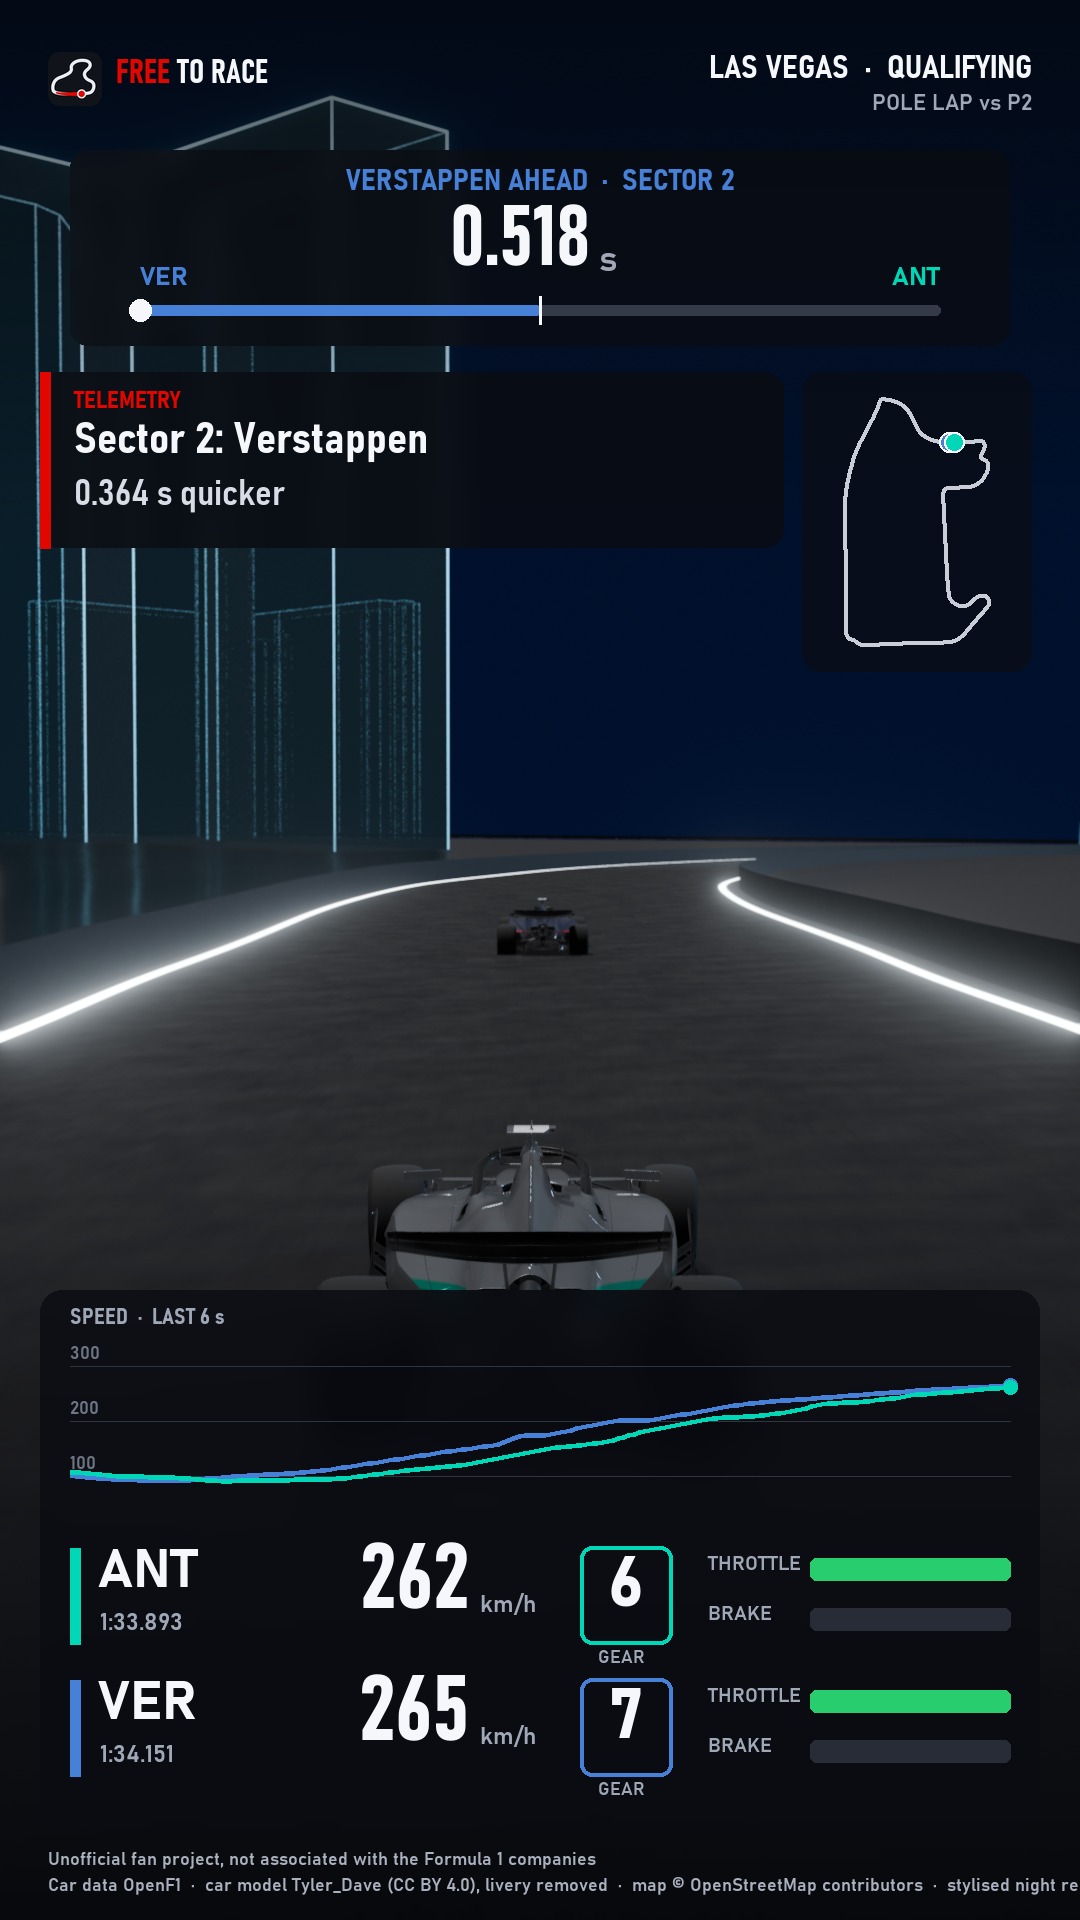 FREE TO RACE
LAS VEGAS · QUALIFYING
POLE LAP vs P2
VERSTAPPEN AHEAD · SECTOR 2
0.518 s
VER
ANT
TELEMETRY
Sector 2: Verstappen
0.364 s quicker
SPEED · LAST 6 s
300
200
100
ANT
262 km/h
6
THROTTLE
1:33.893
BRAKE
GEAR
VER
265 km/h
7
THROTTLE
1:34.151
BRAKE
GEAR
Unofficial fan project, not associated with the Formula 1 companies
Car data OpenF1 · car model Tyler_Dave (CC BY 4.0), livery removed · map © OpenStreetMap contributors · stylised night